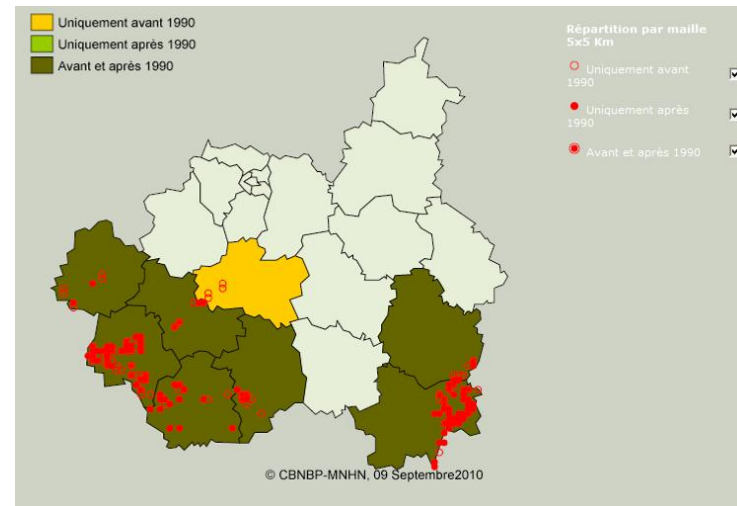 Uniquement avant 1990
Uniquement après 1990
Avant et après 1990
Répartition par maille
5x5 Km
Uniquement avant
1990
Uniquement après
1990
Avant et après 1990
© CBNBP-MNHN, 09 Septembre2010